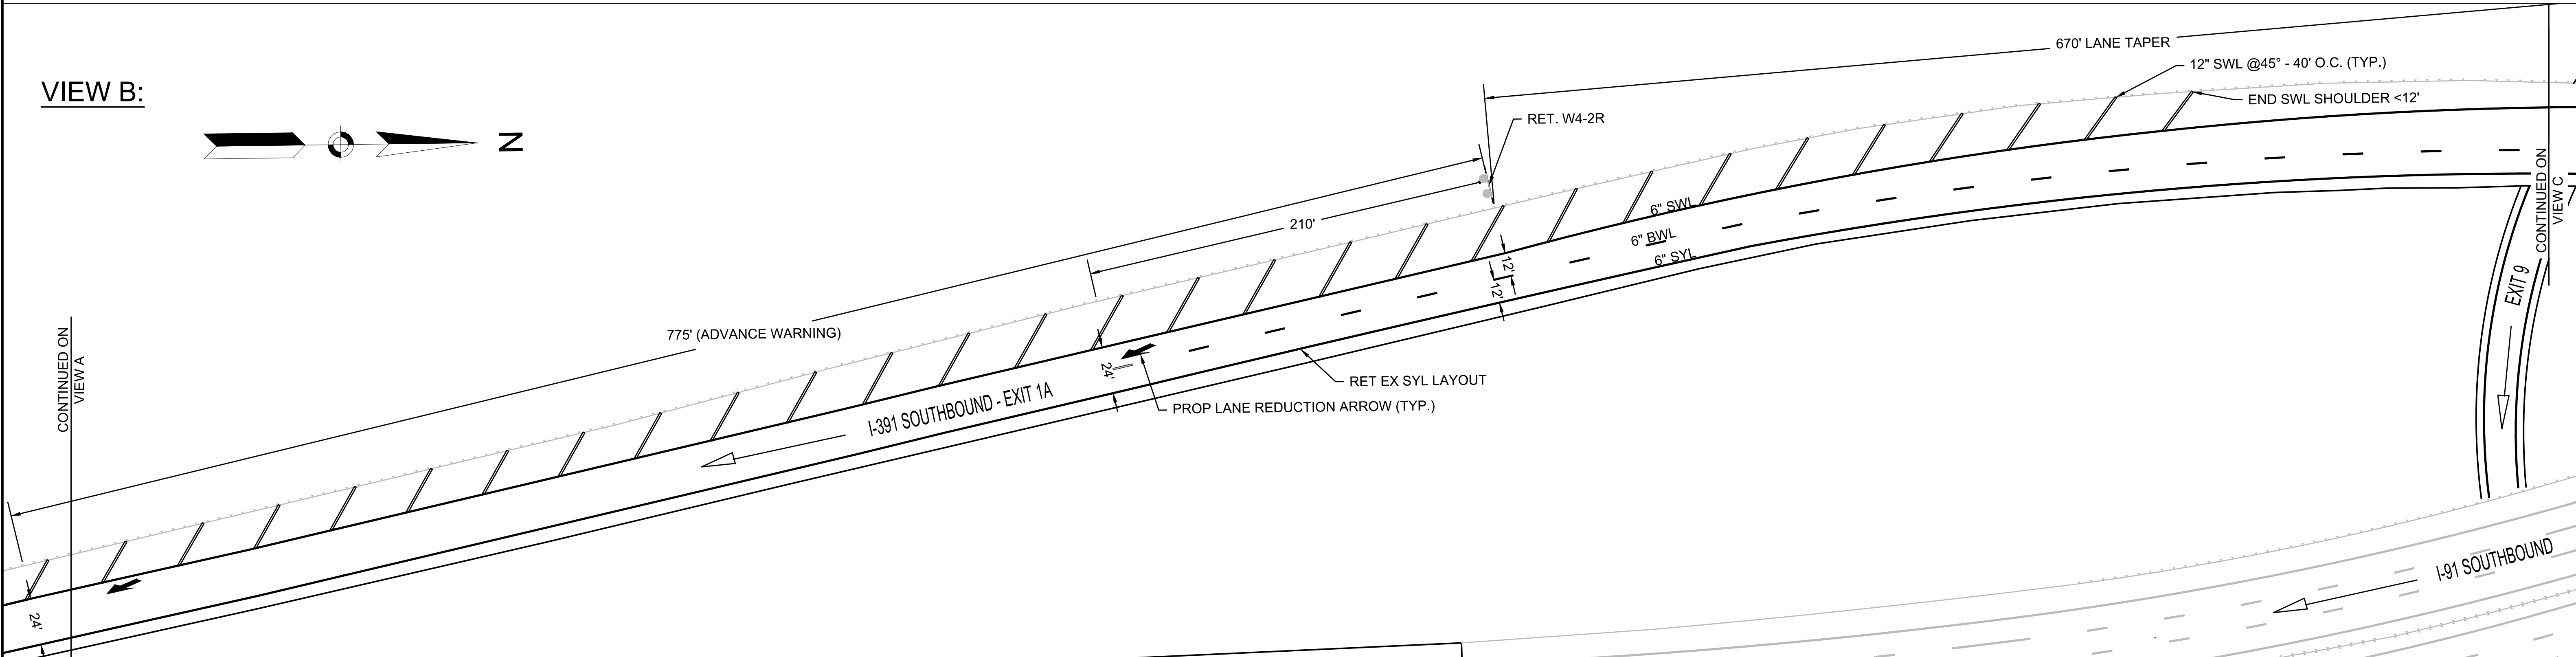 VIEW B:
N
670' LANE TAPER
12" SWL @45° - 40' O.C. (TYP.)
END SWL SHOULDER <12'
RET. W4-2R
210'
775' (ADVANCE WARNING)
6" SWL
6" BWL
6" SYL
12'
12'
24'
I-391 SOUTHBOUND - EXIT 1A
RET EX SYL LAYOUT
PROP LANE REDUCTION ARROW (TYP.)
CONTINUED ON
VIEW A
24'
CONTINUED ON
VIEW C
EXIT 9
I-91 SOUTHBOUND